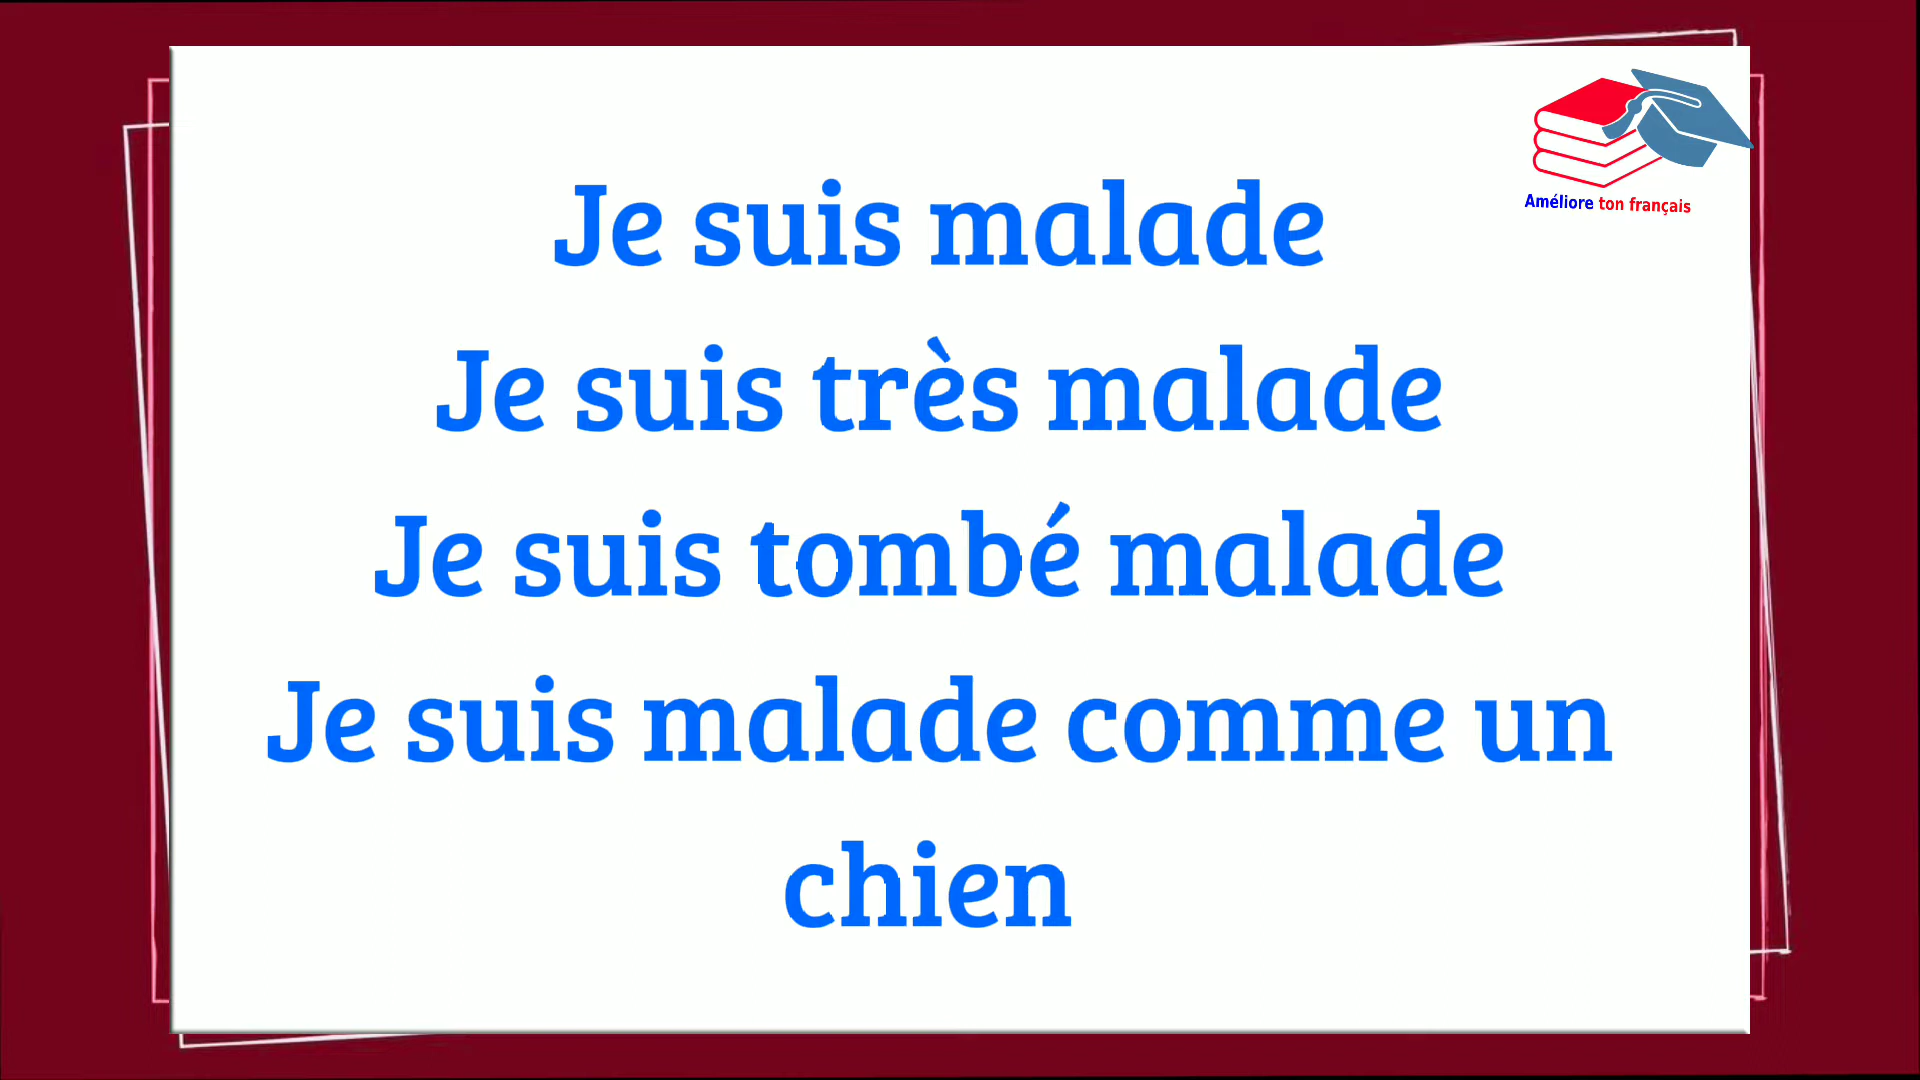 Améliore ton français
Je suis malade
Je suis très malade
Je suis tombé malade
Je suis malade comme un
chien